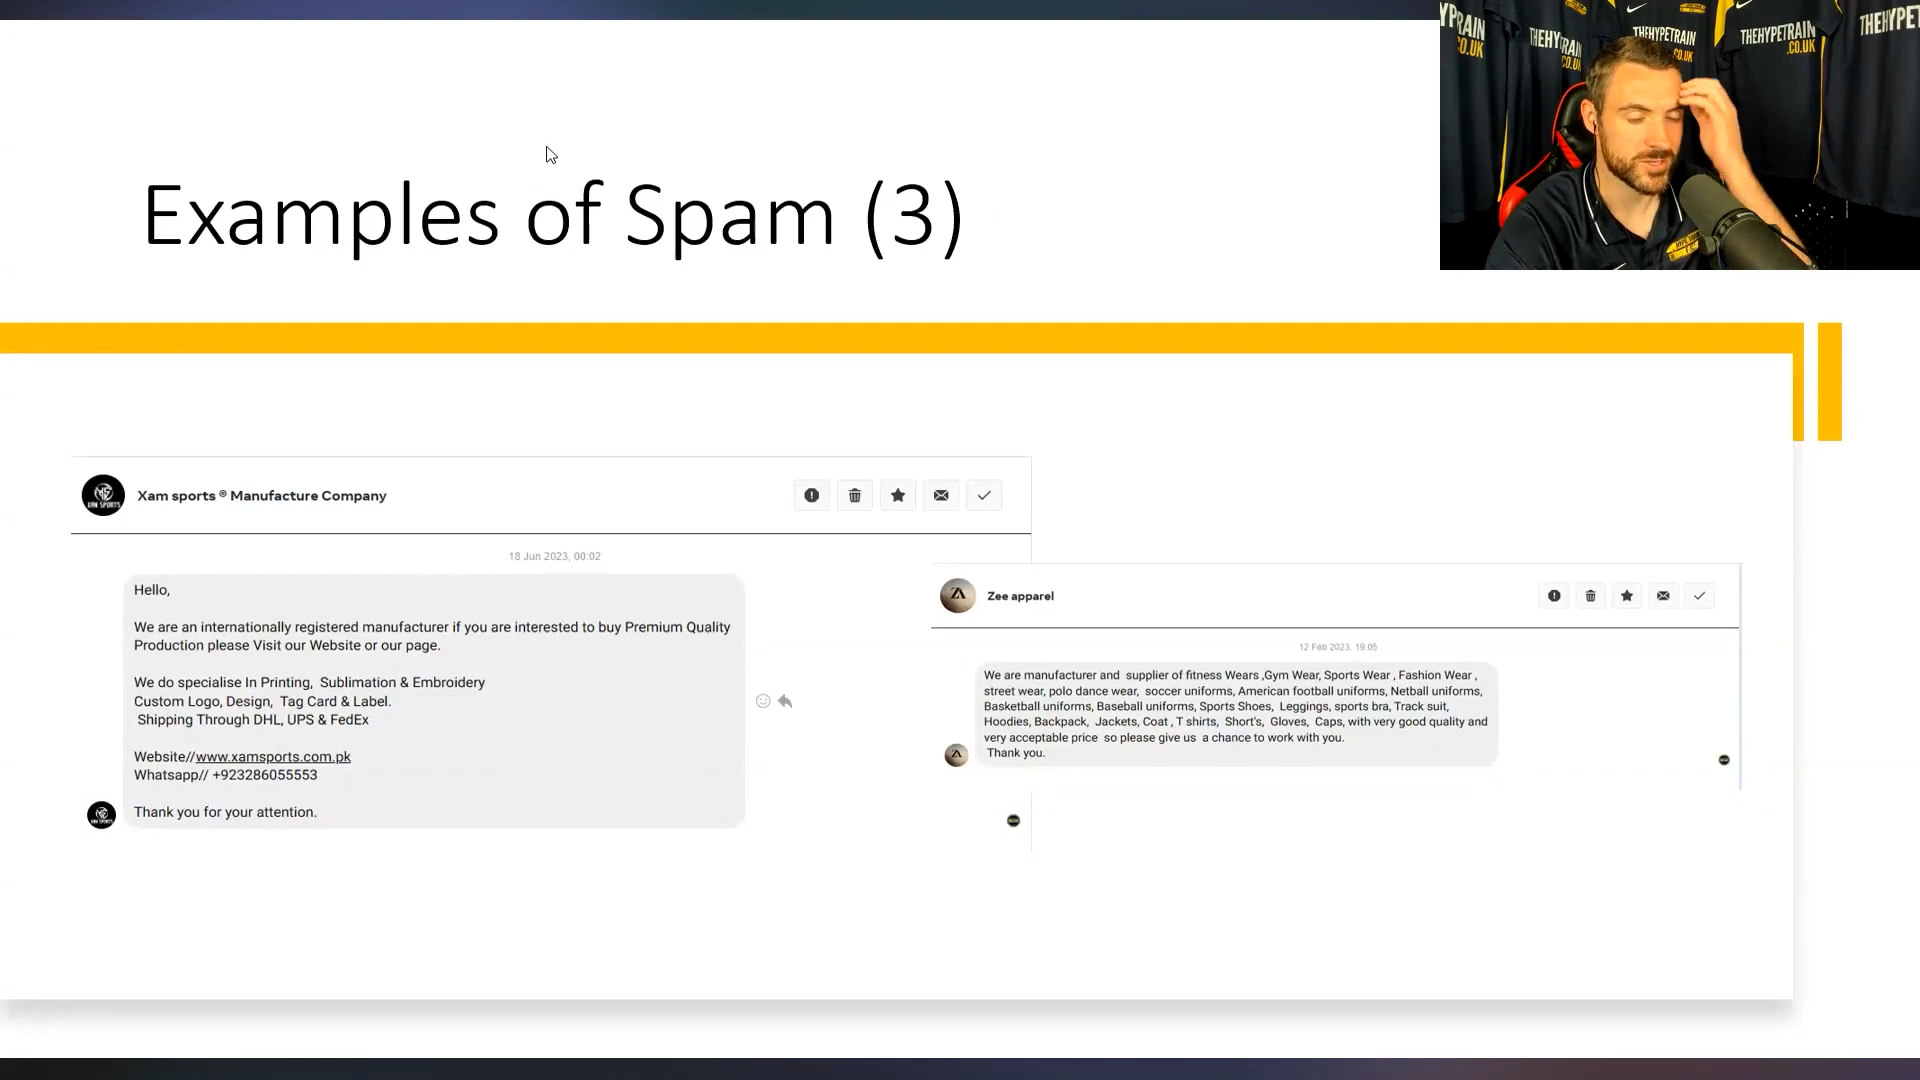 Examples of Spam (3)
THEHYPETRAIN
.CO.UK
THEHYPETRAIN
.CO.UK
Xam sports ® Manufacture Company
18 Jun 2023, 00:02
Hello,
We are an internationally registered manufacturer if you are interested to buy Premium Quality
Production please Visit our Website or our page.
We do specialise In Printing,  Sublimation & Embroidery
Custom Logo, Design,  Tag Card & Label.
Shipping Through DHL, UPS & FedEx
Website//www.xamsports.com.pk
Whatsapp// +923286055553
Thank you for your attention.
Zee apparel
12 Feb 2023, 19:05
We are manufacturer and  supplier of fitness Wears ,Gym Wear, Sports Wear , Fashion Wear ,
street wear, polo dance wear,  soccer uniforms, American football uniforms, Netball uniforms,
Basketball uniforms, Baseball uniforms, Sports Shoes,  Leggings, sports bra, Track suit,
Hoodies, Backpack,  Jackets, Coat , T shirts,  Short's,  Gloves,  Caps, with very good quality and
very acceptable price  so please give us  a chance to work with you.
Thank you.